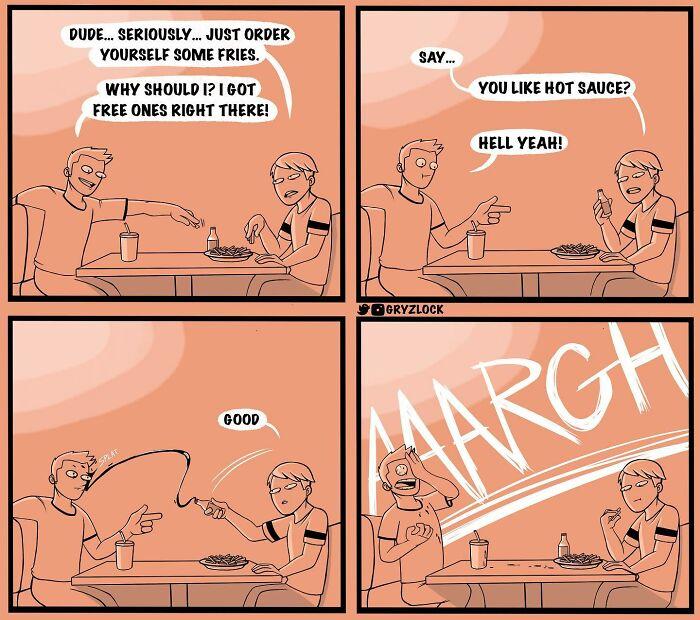 DUDE... SERIOUSLY... JUST ORDER
YOURSELF SOME FRIES.
WHY SHOULD I? I GOT
FREE ONES RIGHT THERE!
SAY...
YOU LIKE HOT SAUCE?
HELL YEAH!
GRYZLOCK
GOOD
SPLAT
AAARGH